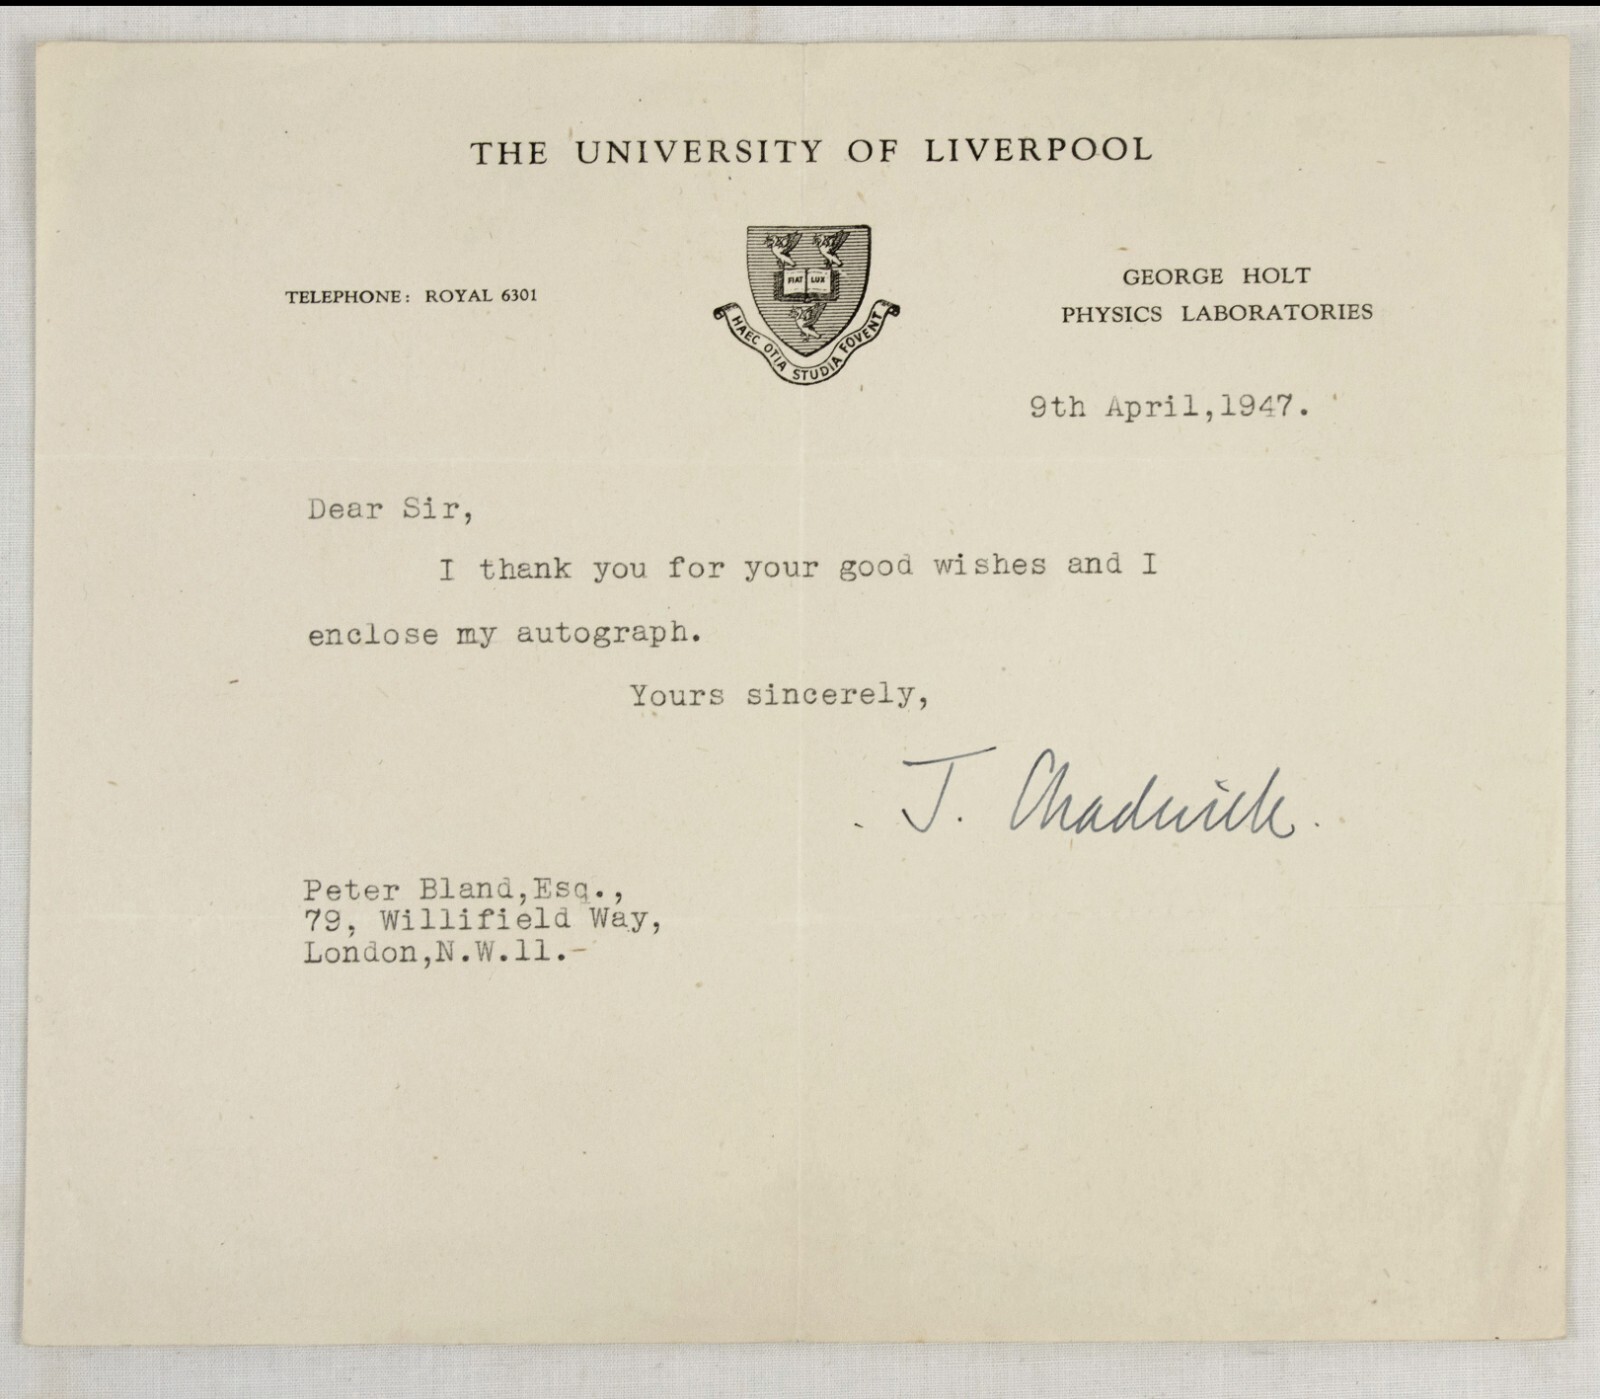 THE UNIVERSITY OF LIVERPOOL
TELEPHONE: ROYAL 6301
FIAT LUX
HAEC OTIA STUDIA FOVENT
GEORGE HOLT
PHYSICS LABORATORIES
9th April,1947.
Dear Sir,
I thank you for your good wishes and I
enclose my autograph.
Yours sincerely,
J. Chadwick.
Peter Bland,Esq.,
79, Willifield Way,
London,N.W.11.-